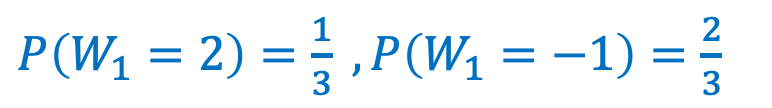 P(W₁ = 2) = 1/3 , P(W₁ = −1) = 2/3